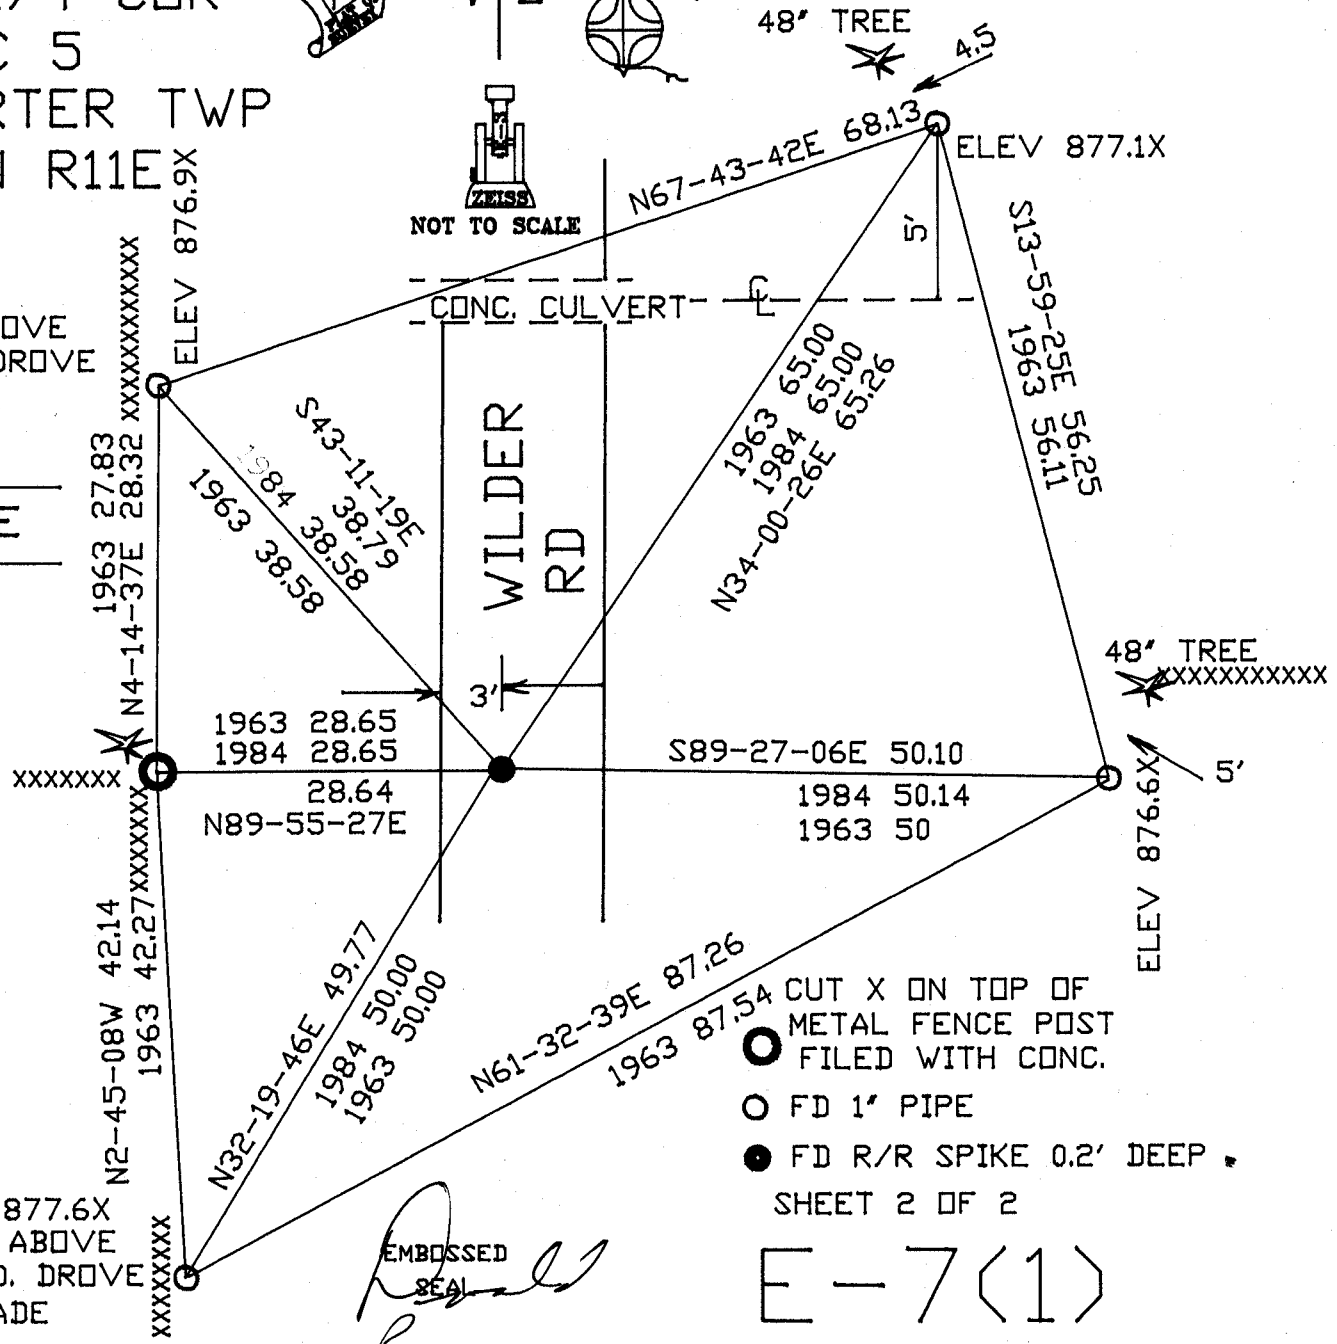 C 5
RTER TWP
R11E
48" TREE
4.5
ZEISS
NOT TO SCALE
N67-43-42E 68.13
ELEV 877.1X
5'
ELEV 876.9X
XXXXXXXXXXXXX
OVE
DROVE
CONC. CULVERT
S13-59-25E 56.25
1963 56.11
1963 65.00
1984 65.00
N34-00-26E 65.26
S43-11-19E
38.79
1984 38.58
1963 38.58
WILDER
RD
1963 27.83
N4-14-37E 28.32
E
3'
48" TREE
XXXXXXXXXXX
1963 28.65
1984 28.65
28.64
N89-55-27E
XXXXXXX
XXXXXXX
S89-27-06E 50.10
1984 50.14
1963 50
5'
ELEV 876.6X
N2-45-08W 42.14
1963 42.27
N32-19-46E 49.77
1984 50.00
1963 50.00
N61-32-39E 87.26
1963 87.54
CUT X ON TOP OF
METAL FENCE POST
FILED WITH CONC.
FD 1" PIPE
FD R/R SPIKE 0.2' DEEP
SHEET 2 OF 2
877.6X
ABOVE
D. DROVE
ADE
XXXXXXXX
EMBOSSED
SEAL
E-7(1)